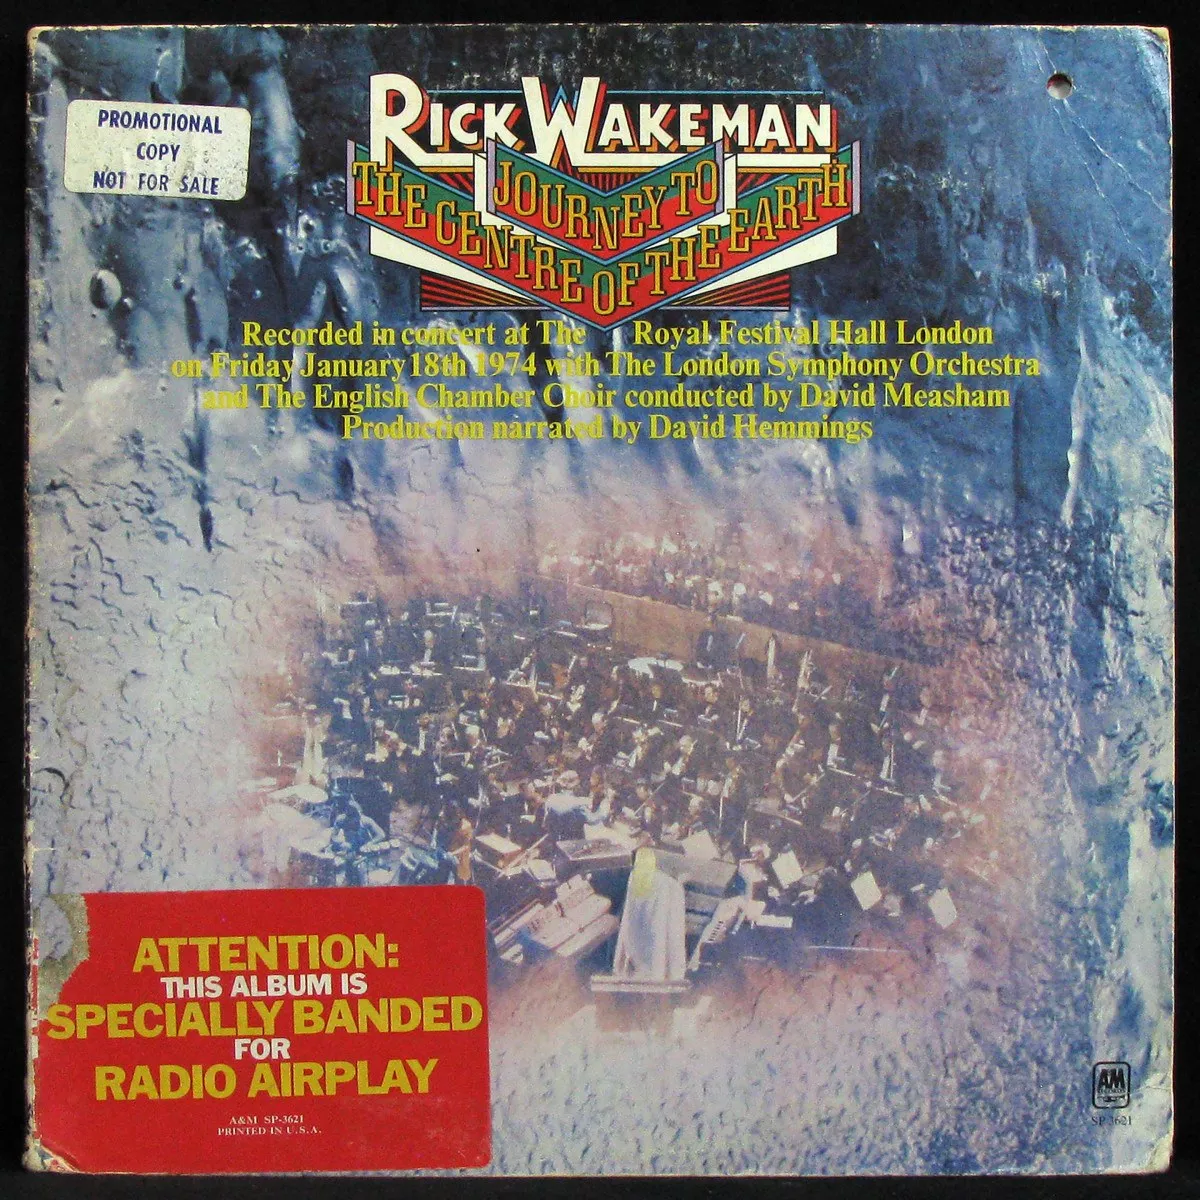 PROMOTIONAL
COPY
NOT FOR SALE
RICK WAKEMAN
JOURNEY TO
THE CENTRE OF THE EARTH
Recorded in concert at The Royal Festival Hall London
on Friday January 18th 1974 with The London Symphony Orchestra
and The English Chamber Choir conducted by David Measham
Production narrated by David Hemmings
ATTENTION:
THIS ALBUM IS
SPECIALLY BANDED
FOR
RADIO AIRPLAY
A&M SP-3621
PRINTED IN U.S.A.
AM
SP-3621